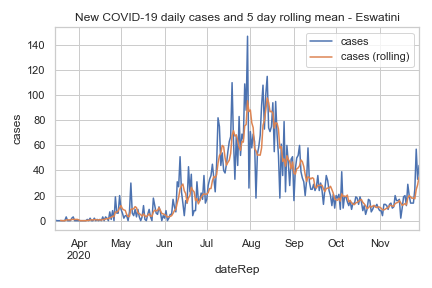 New COVID-19 daily cases and 5 day rolling mean - Eswatini
cases
cases (rolling)
140
120
100
80
60
40
20
0
cases
Apr May Jun Jul Aug Sep Oct Nov
2020
dateRep